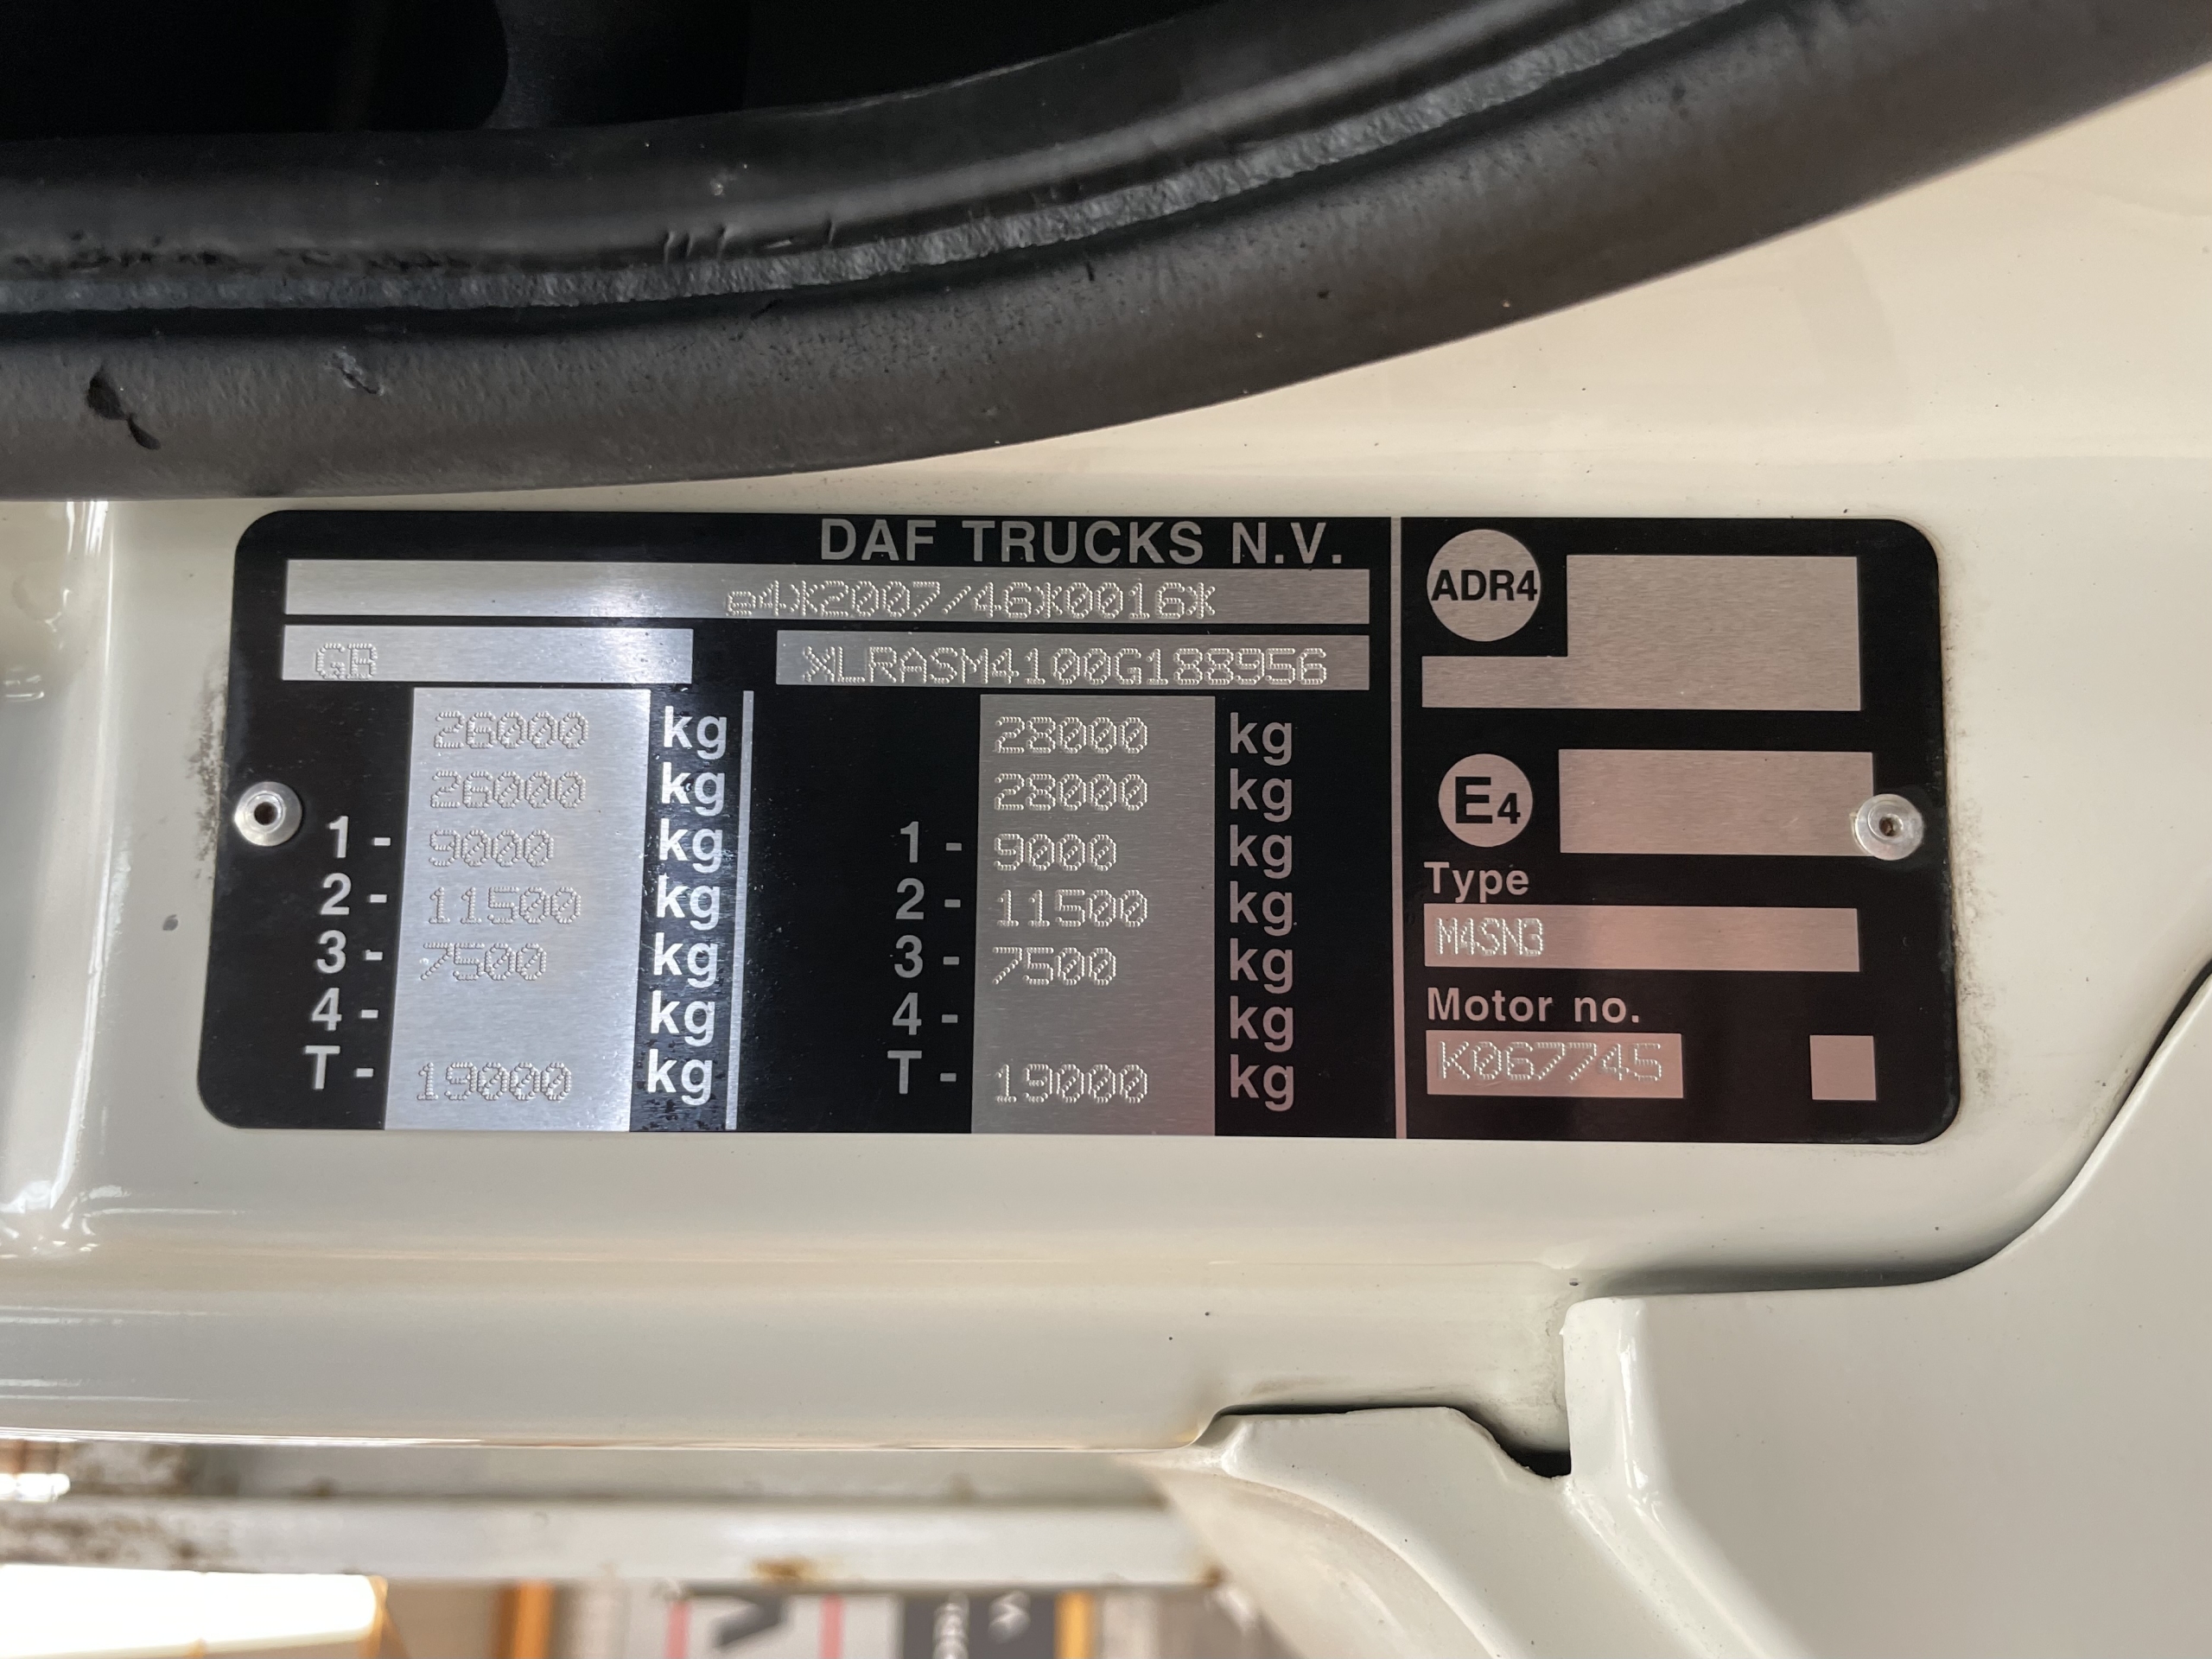 DAF TRUCKS N.V.
e4*2007/46*0016*
GB XLRASM4100G188956
26000 kg 28000 kg
26000 kg 28000 kg
1 - 9000 kg 1 - 9000 kg
2 - 11500 kg 2 - 11500 kg
3 - 7500 kg 3 - 7500 kg
4 - kg 4 - kg
T - 19000 kg T - 19000 kg
ADR4
E4
Type
M4SN3
Motor no.
K067745